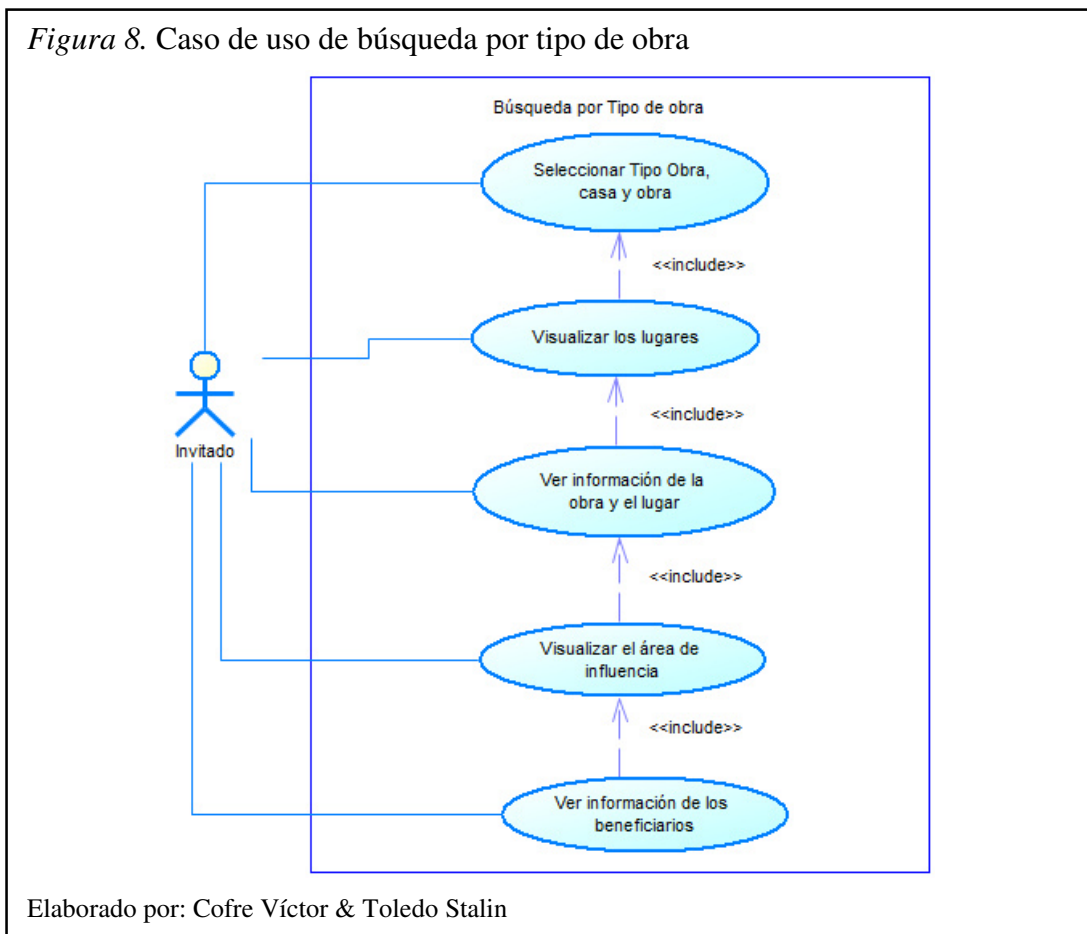 Figura 8. Caso de uso de búsqueda por tipo de obra
Búsqueda por Tipo de obra
Seleccionar Tipo Obra,
casa y obra
<<include>>
Visualizar los lugares
<<include>>
Invitado
Ver información de la
obra y el lugar
<<include>>
Visualizar el área de
influencia
<<include>>
Ver información de los
beneficiarios
Elaborado por: Cofre Víctor & Toledo Stalin